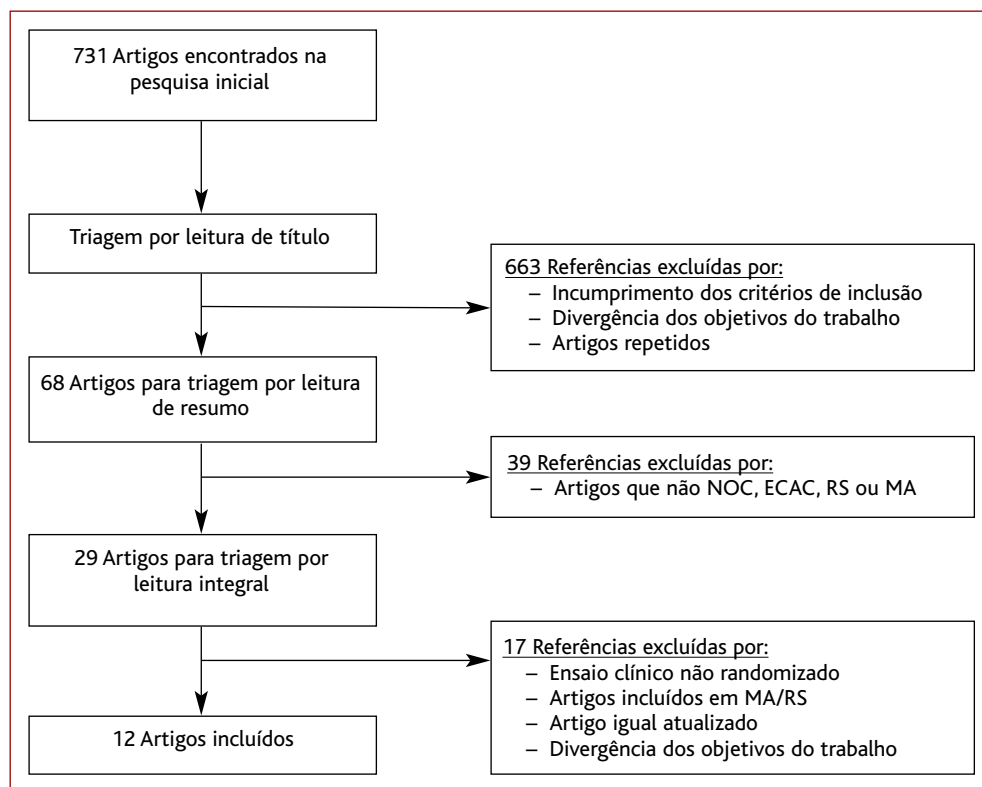 731 Artigos encontrados na
pesquisa inicial
Triagem por leitura de título
663 Referências excluídas por:
– Incumprimento dos critérios de inclusão
– Divergência dos objetivos do trabalho
– Artigos repetidos
68 Artigos para triagem por leitura
de resumo
39 Referências excluídas por:
– Artigos que não NOC, ECAC, RS ou MA
29 Artigos para triagem por
leitura integral
17 Referências excluídas por:
– Ensaio clínico não randomizado
– Artigos incluídos em MA/RS
– Artigo igual atualizado
– Divergência dos objetivos do trabalho
12 Artigos incluídos